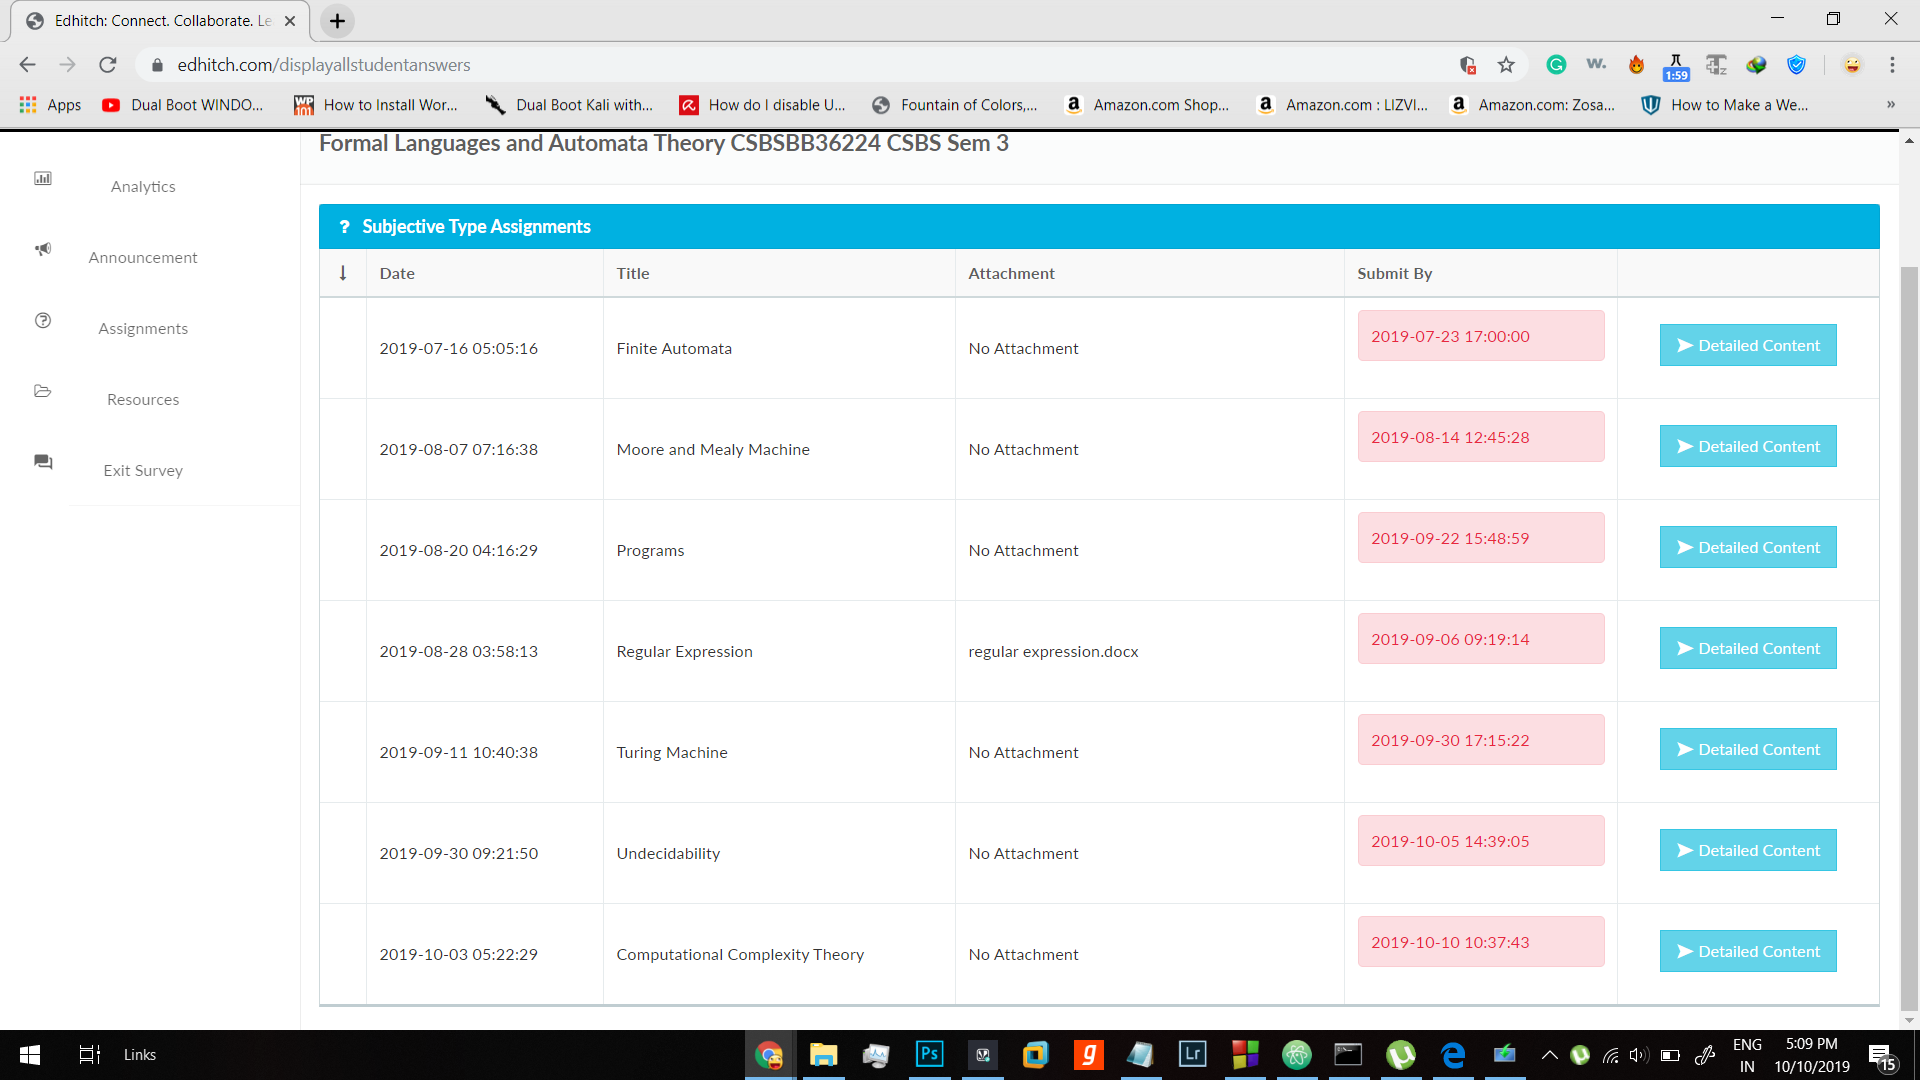 Edhitch: Connect. Collaborate. Le
edhitch.com/displayallstudentanswers
1:59
Apps
Dual Boot WINDO...
How to Install Wor...
Dual Boot Kali with...
How do I disable U...
Fountain of Colors,...
Amazon.com Shop...
Amazon.com : LIZVI...
Amazon.com: Zosa...
How to Make a We...
»
Formal Languages and Automata Theory CSBSBB36224 CSBS Sem 3
Analytics
Announcement
Assignments
Resources
Exit Survey
? Subjective Type Assignments
Date Title Attachment Submit By
2019-07-16 05:05:16 Finite Automata No Attachment 2019-07-23 17:00:00 Detailed Content
2019-08-07 07:16:38 Moore and Mealy Machine No Attachment 2019-08-14 12:45:28 Detailed Content
2019-08-20 04:16:29 Programs No Attachment 2019-09-22 15:48:59 Detailed Content
2019-08-28 03:58:13 Regular Expression regular expression.docx 2019-09-06 09:19:14 Detailed Content
2019-09-11 10:40:38 Turing Machine No Attachment 2019-09-30 17:15:22 Detailed Content
2019-09-30 09:21:50 Undecidability No Attachment 2019-10-05 14:39:05 Detailed Content
2019-10-03 05:22:29 Computational Complexity Theory No Attachment 2019-10-10 10:37:43 Detailed Content
Links
Ps
g
Lr
ENG
IN
5:09 PM
10/10/2019
15